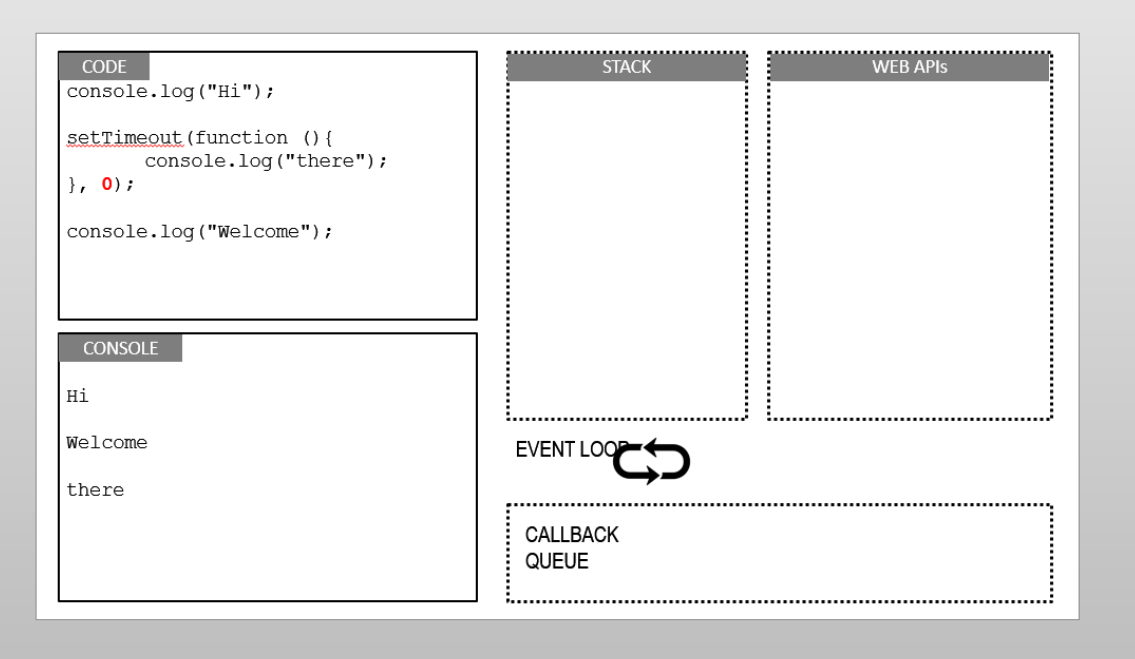 CODE
console.log("Hi");
setTimeout(function (){
console.log("there");
}, 0);
console.log("Welcome");
CONSOLE
Hi
Welcome
there
STACK
WEB APIs
EVENT LOOP
CALLBACK
QUEUE